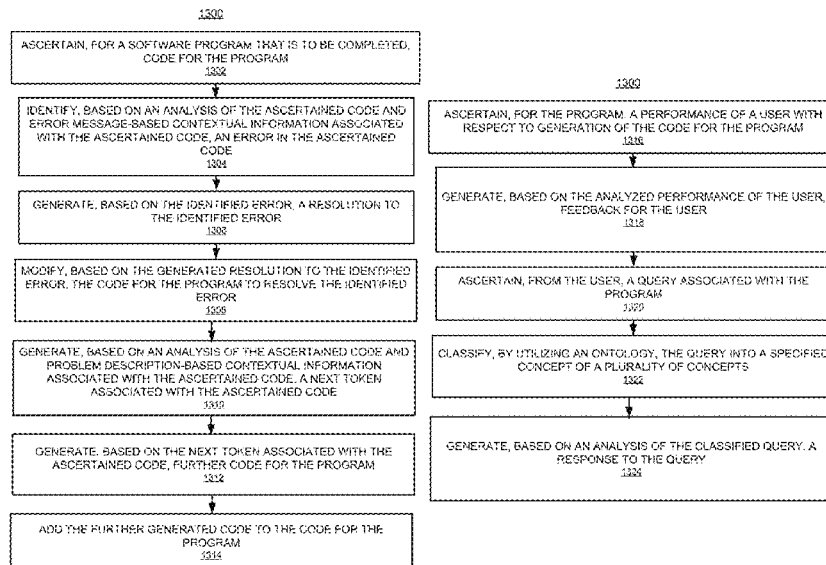 1300
ASCERTAIN, FOR A SOFTWARE PROGRAM THAT IS TO BE COMPLETED,
CODE FOR THE PROGRAM
1302
IDENTIFY, BASED ON AN ANALYSIS OF THE ASCERTAINED CODE AND
ERROR MESSAGE-BASED CONTEXTUAL INFORMATION ASSOCIATED
WITH THE ASCERTAINED CODE, AN ERROR IN THE ASCERTAINED
CODE
1304
GENERATE, BASED ON THE IDENTIFIED ERROR, A RESOLUTION TO
THE IDENTIFIED ERROR
MODIFY, BASED ON THE GENERATED RESOLUTION TO THE IDENTIFIED
ERROR, THE CODE FOR THE PROGRAM TO RESOLVE THE IDENTIFIED
ERROR
GENERATE, BASED ON AN ANALYSIS OF THE ASCERTAINED CODE AND
PROBLEM DESCRIPTION-BASED CONTEXTUAL INFORMATION
ASSOCIATED WITH THE ASCERTAINED CODE, A NEXT TOKEN
ASSOCIATED WITH THE ASCERTAINED CODE
1310
GENERATE, BASED ON THE NEXT TOKEN ASSOCIATED WITH THE
ASCERTAINED CODE, FURTHER CODE FOR THE PROGRAM
1312
ADD THE FURTHER GENERATED CODE TO THE CODE FOR THE
PROGRAM
1314
1300
ASCERTAIN, FOR THE PROGRAM, A PERFORMANCE OF A USER WITH
RESPECT TO GENERATION OF THE CODE FOR THE PROGRAM
1316
GENERATE, BASED ON THE ANALYZED PERFORMANCE OF THE USER,
FEEDBACK FOR THE USER
1318
ASCERTAIN, FROM THE USER, A QUERY ASSOCIATED WITH THE
PROGRAM
1320
CLASSIFY, BY UTILIZING AN ONTOLOGY, THE QUERY INTO A SPECIFIED
CONCEPT OF A PLURALITY OF CONCEPTS
1322
GENERATE, BASED ON AN ANALYSIS OF THE CLASSIFIED QUERY, A
RESPONSE TO THE QUERY
1324